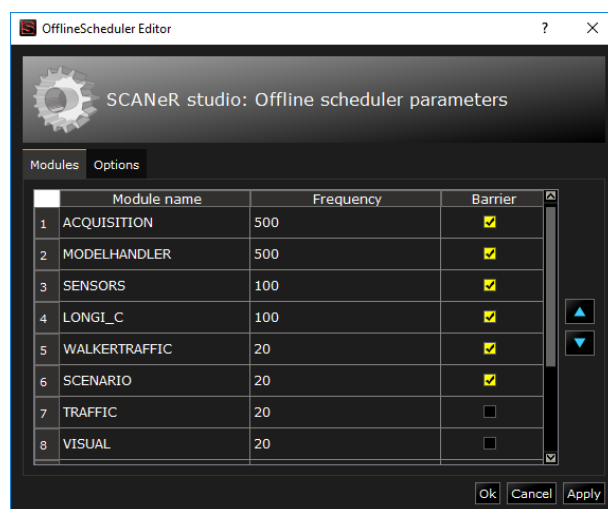 OfflineScheduler Editor ? X
SCANeR studio: Offline scheduler parameters
Modules Options
Module name Frequency Barrier
1 ACQUISITION 500
2 MODELHANDLER 500
3 SENSORS 100
4 LONGI_C 100
5 WALKERTRAFFIC 20
6 SCENARIO 20
7 TRAFFIC 20
8 VISUAL 20
Ok Cancel Apply